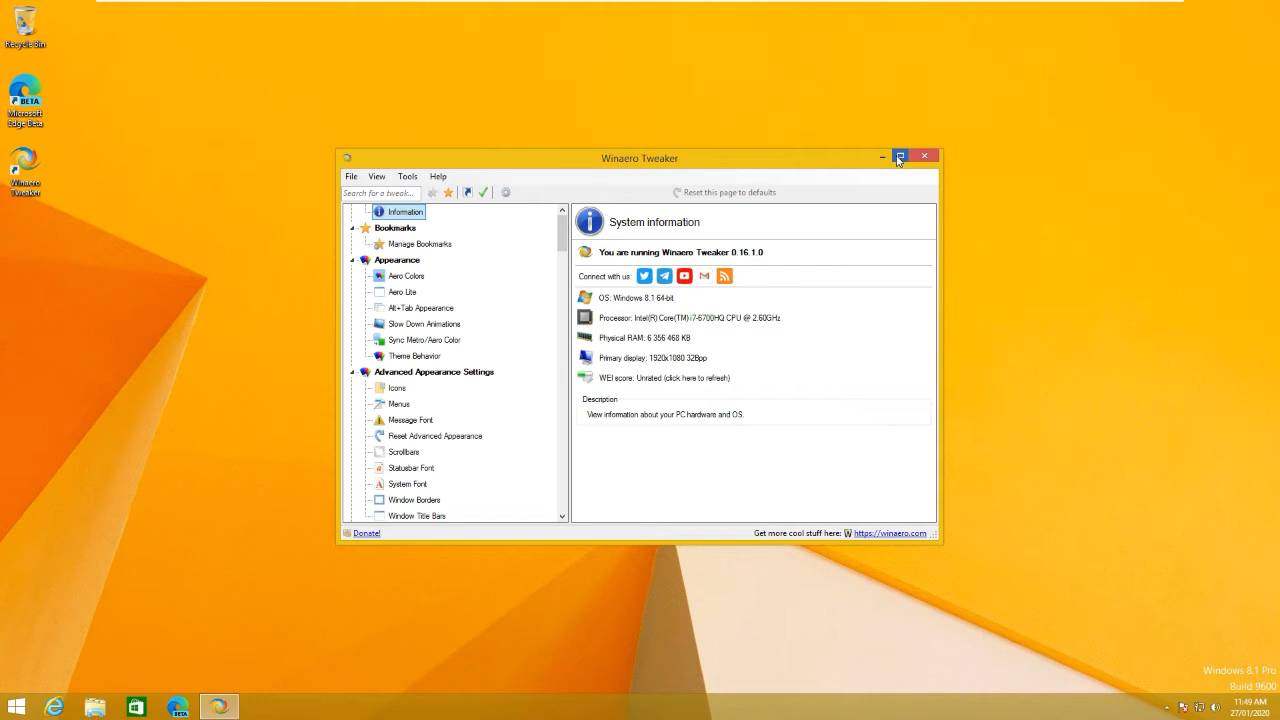 Recycle Bin
BETA
Microsoft
Edge Beta
Winaero
Tweaker
Winaero Tweaker
File View Tools Help
Search for a tweak...
Reset this page to defaults
Information
Bookmarks
Manage Bookmarks
Appearance
Aero Colors
Aero Lite
Alt+Tab Appearance
Slow Down Animations
Sync Metro/Aero Color
Theme Behavior
Advanced Appearance Settings
Icons
Menus
Message Font
Reset Advanced Appearance
Scrollbars
Statusbar Font
System Font
Window Borders
Window Title Bars
System information
You are running Winaero Tweaker 0.16.1.0
Connect with us:
OS: Windows 8.1 64-bit
Processor: Intel(R) Core(TM) i7-6700HQ CPU @ 2.60GHz
Physical RAM: 6 356 468 KB
Primary display: 1920x1080 32Bpp
WEI score: Unrated (click here to refresh)
Description
View information about your PC hardware and OS.
Donate!
Get more cool stuff here: W https://winaero.com
Windows 8.1 Pro
Build 9600
BETA
11:49 AM
27/01/2020